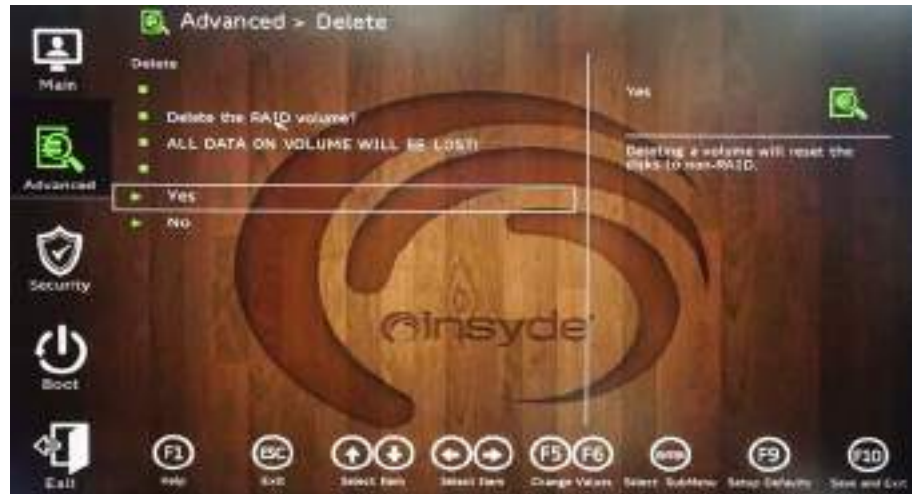 Advanced > Delete
Main
Advanced
Security
Boot
Exit
Delete
Delete the RAID volume?
ALL DATA ON VOLUME WILL BE LOST!
Yes
No
Yes
Deleting a volume will reset the
disks to non-RAID.
insyde
F1
Help
ESC
Exit
Select Item
Select Item
F5 F6
Change Values
ENTER
Select SubMenu
F9
Setup Defaults
F10
Save and Exit